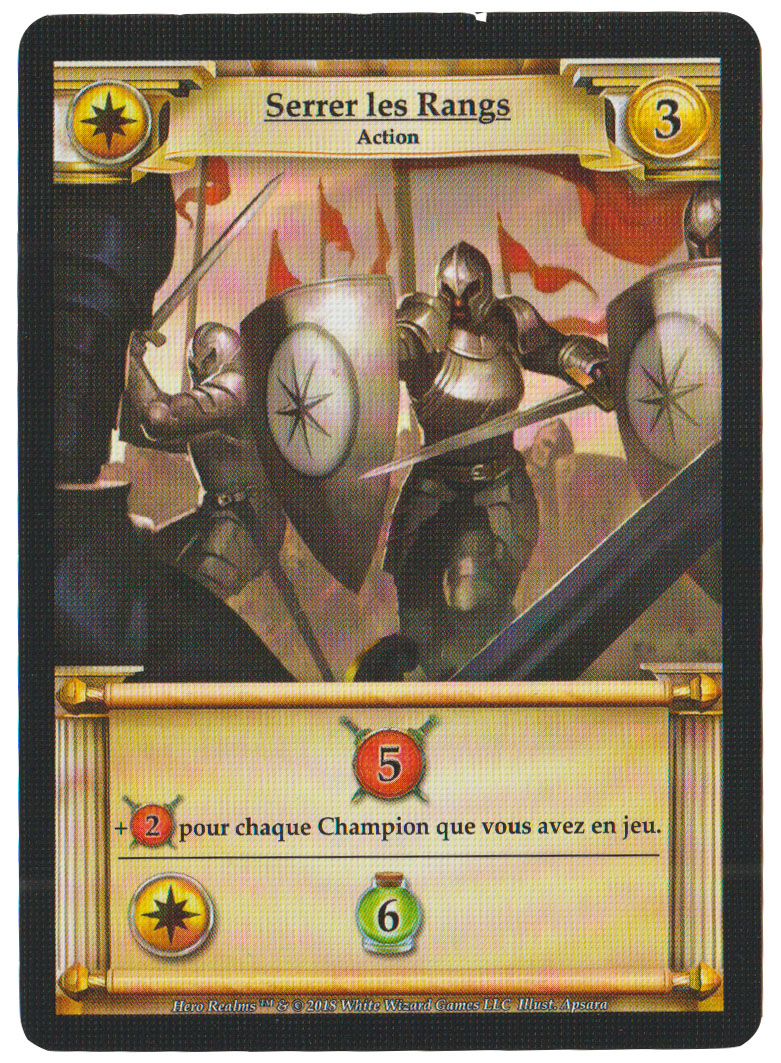 Serrer les Rangs
3
Action
5
+2 pour chaque Champion que vous avez en jeu.
6
Hero Realms™ & © 2018 White Wizard Games LLC Illust. Apsara